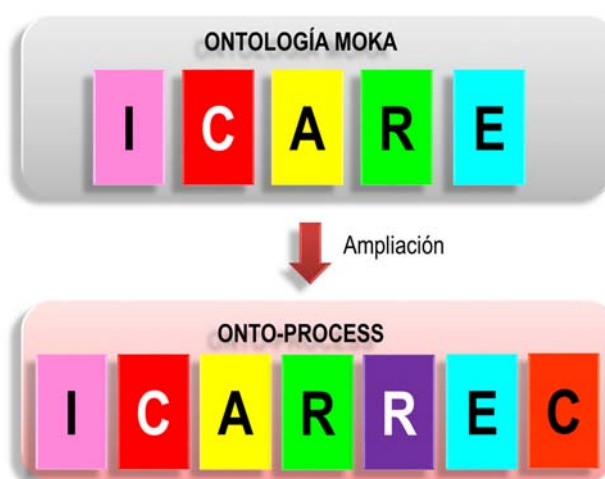 ONTOLOGÍA MOKA
I C A R E
Ampliación
ONTO-PROCESS
I C A R R E C